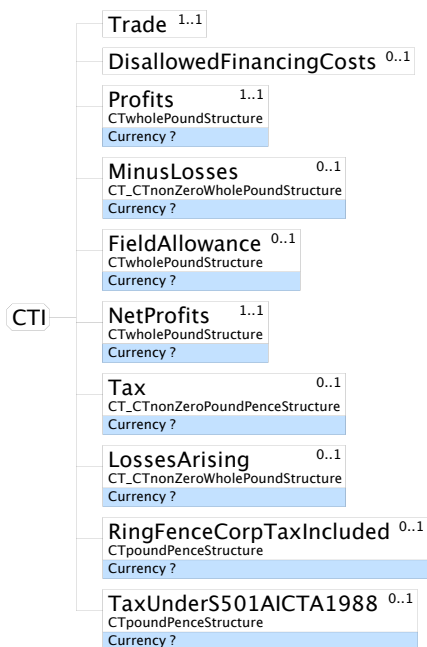 Trade 1..1
DisallowedFinancingCosts 0..1
Profits 1..1
CTwholePoundStructure
Currency ?
MinusLosses 0..1
CT_CTnonZeroWholePoundStructure
Currency ?
FieldAllowance 0..1
CTwholePoundStructure
Currency ?
CTI
NetProfits 1..1
CTwholePoundStructure
Currency ?
Tax 0..1
CT_CTnonZeroPoundPenceStructure
Currency ?
LossesArising 0..1
CT_CTnonZeroWholePoundStructure
Currency ?
RingFenceCorpTaxIncluded 0..1
CTpoundPenceStructure
Currency ?
TaxUnderS501AICTA1988 0..1
CTpoundPenceStructure
Currency ?